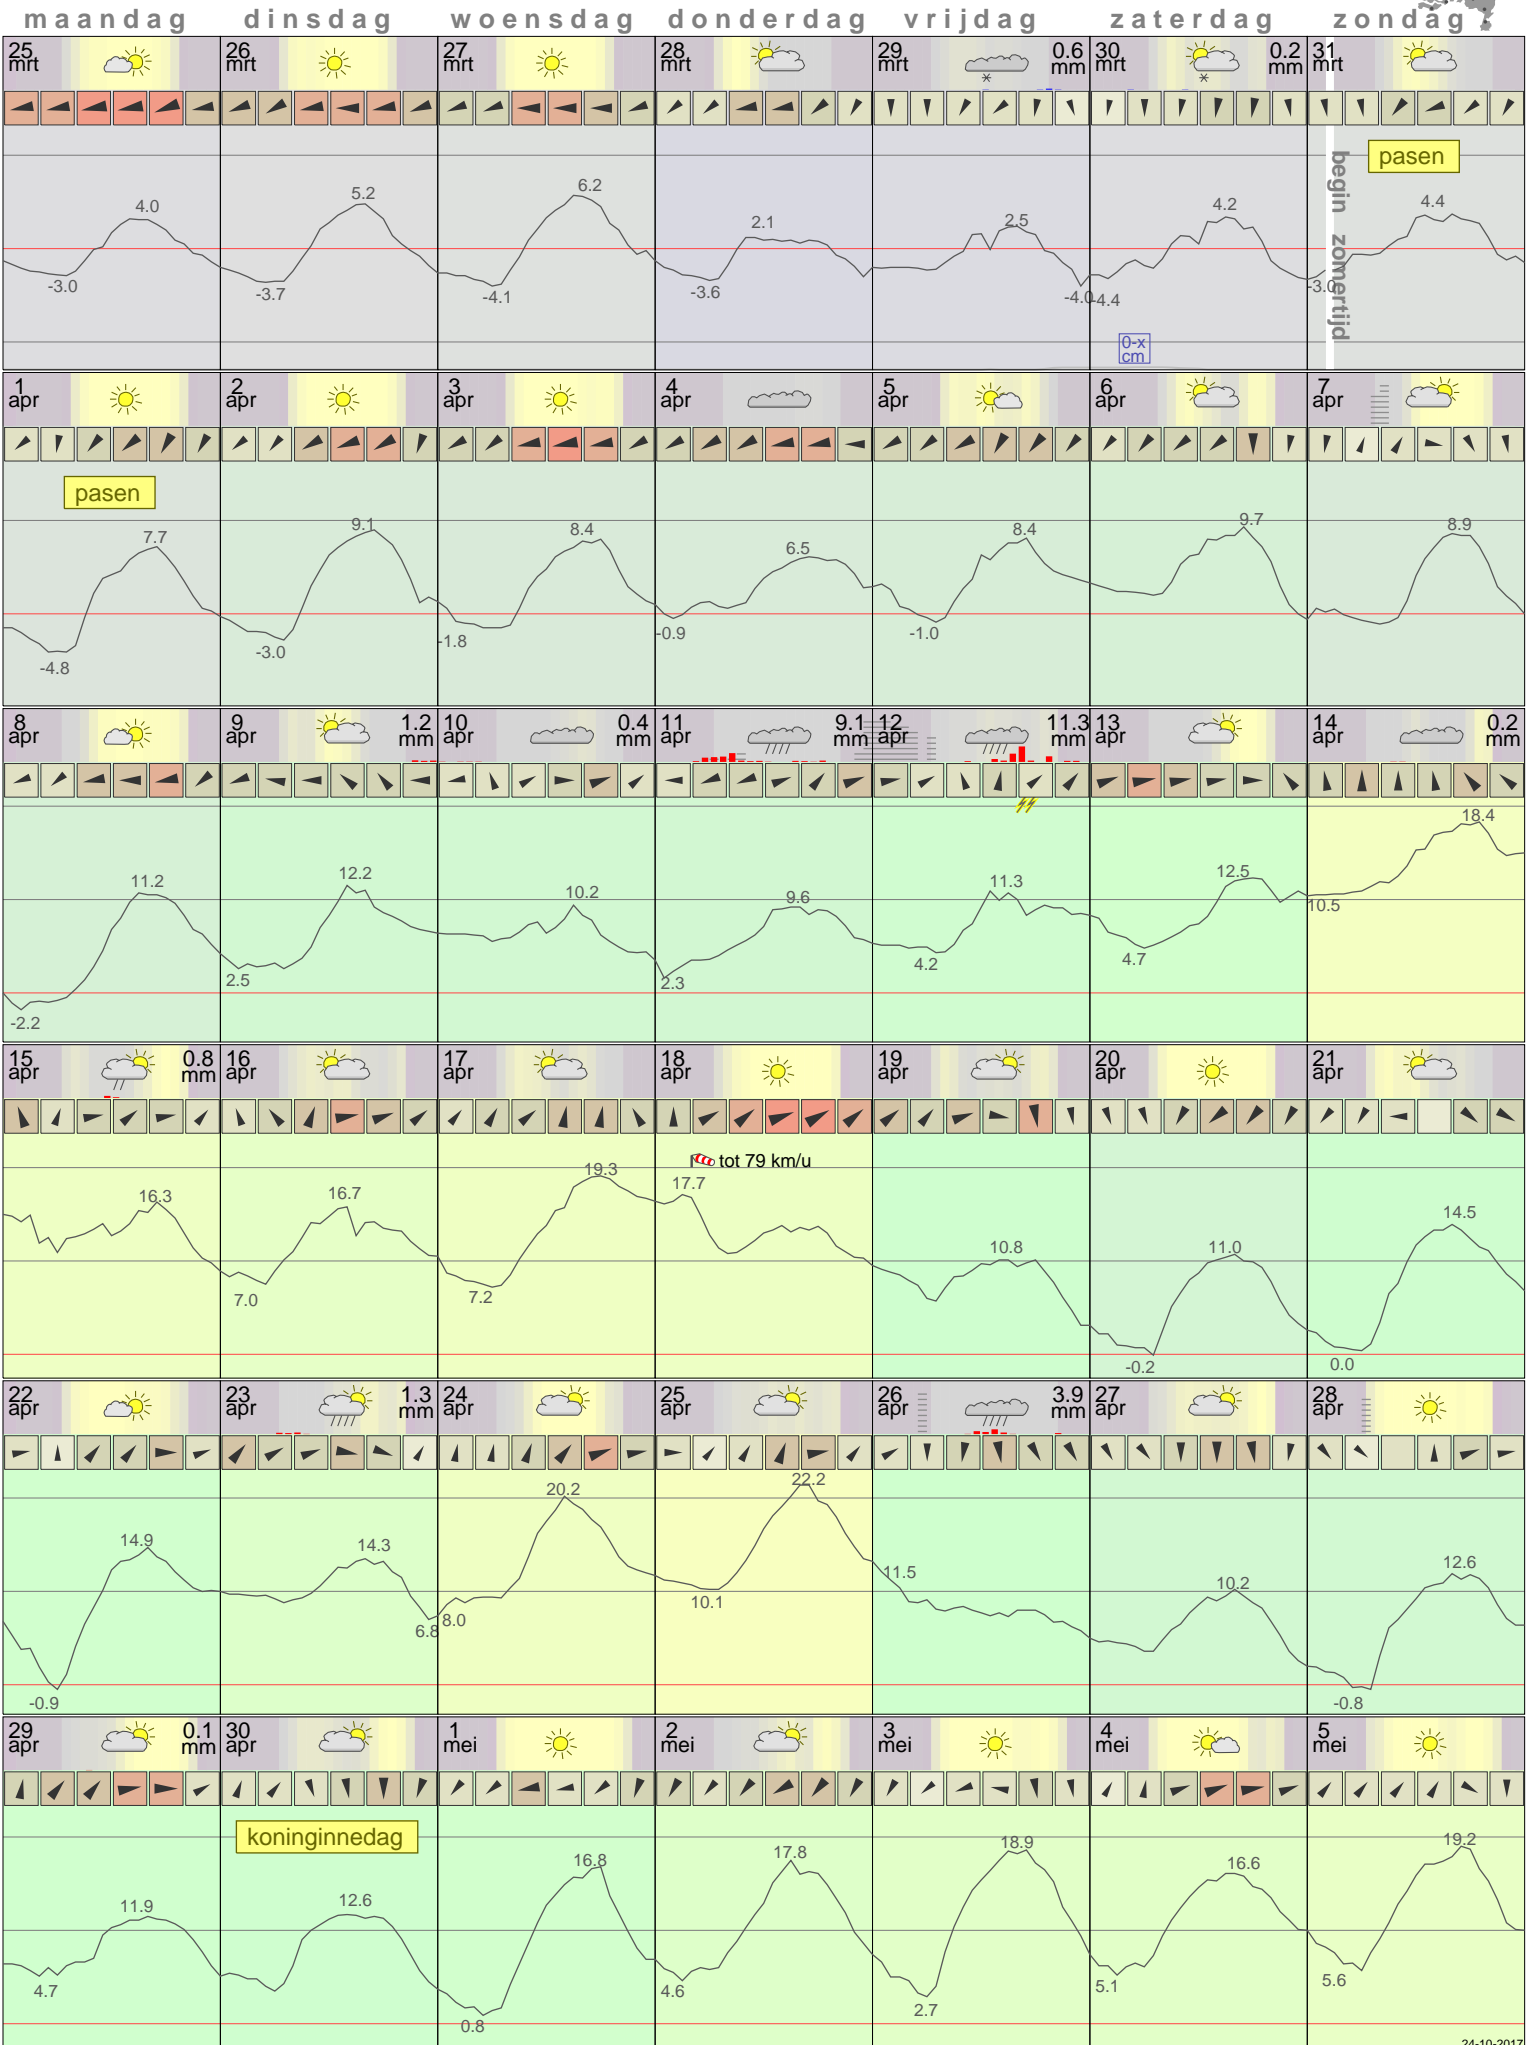 maandag dinsdag woensdag donderdag vrijdag zaterdag zondag
25 mrt 26 mrt 27 mrt 28 mrt 29 mrt 0.6 mm 30 mrt 0.2 mm 31 mrt
pasen
begin zomertijd
4.0 5.2 6.2 2.1 2.5 4.2 4.4
-3.0 -3.7 -4.1 -3.6 -4.0 -4.4 -3.0
0-x
cm
1 apr 2 apr 3 apr 4 apr 5 apr 6 apr 7 apr
pasen
7.7 9.1 8.4 6.5 8.4 9.7 8.9
-4.8 -3.0 -1.8 -0.9 -1.0
8 apr 9 apr 1.2 mm 10 apr 0.4 mm 11 apr 9.1 mm 12 apr 11.3 mm 13 apr 14 apr 0.2 mm
11.2 12.2 10.2 9.6 11.3 12.5 18.4
-2.2 2.5 2.3 4.2 4.7 10.5
15 apr 0.8 mm 16 apr 17 apr 18 apr 19 apr 20 apr 21 apr
tot 79 km/u
16.3 16.7 19.3 17.7 10.8 11.0 14.5
7.0 7.2 -0.2 0.0
22 apr 23 apr 1.3 mm 24 apr 25 apr 26 apr 3.9 mm 27 apr 28 apr
14.9 14.3 20.2 22.2 11.5 10.2 12.6
-0.9 6.8 8.0 10.1 -0.8
29 apr 0.1 mm 30 apr 1 mei 2 mei 3 mei 4 mei 5 mei
koninginnedag
11.9 12.6 16.8 17.8 18.9 16.6 19.2
4.7 0.8 4.6 2.7 5.1 5.6
24-10-2017